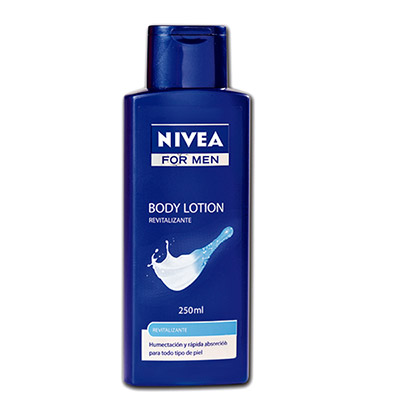 NIVEA
FOR MEN
BODY LOTION
REVITALIZANTE
250ml
REVITALIZANTE
Humectación y rápida absorción
para todo tipo de piel